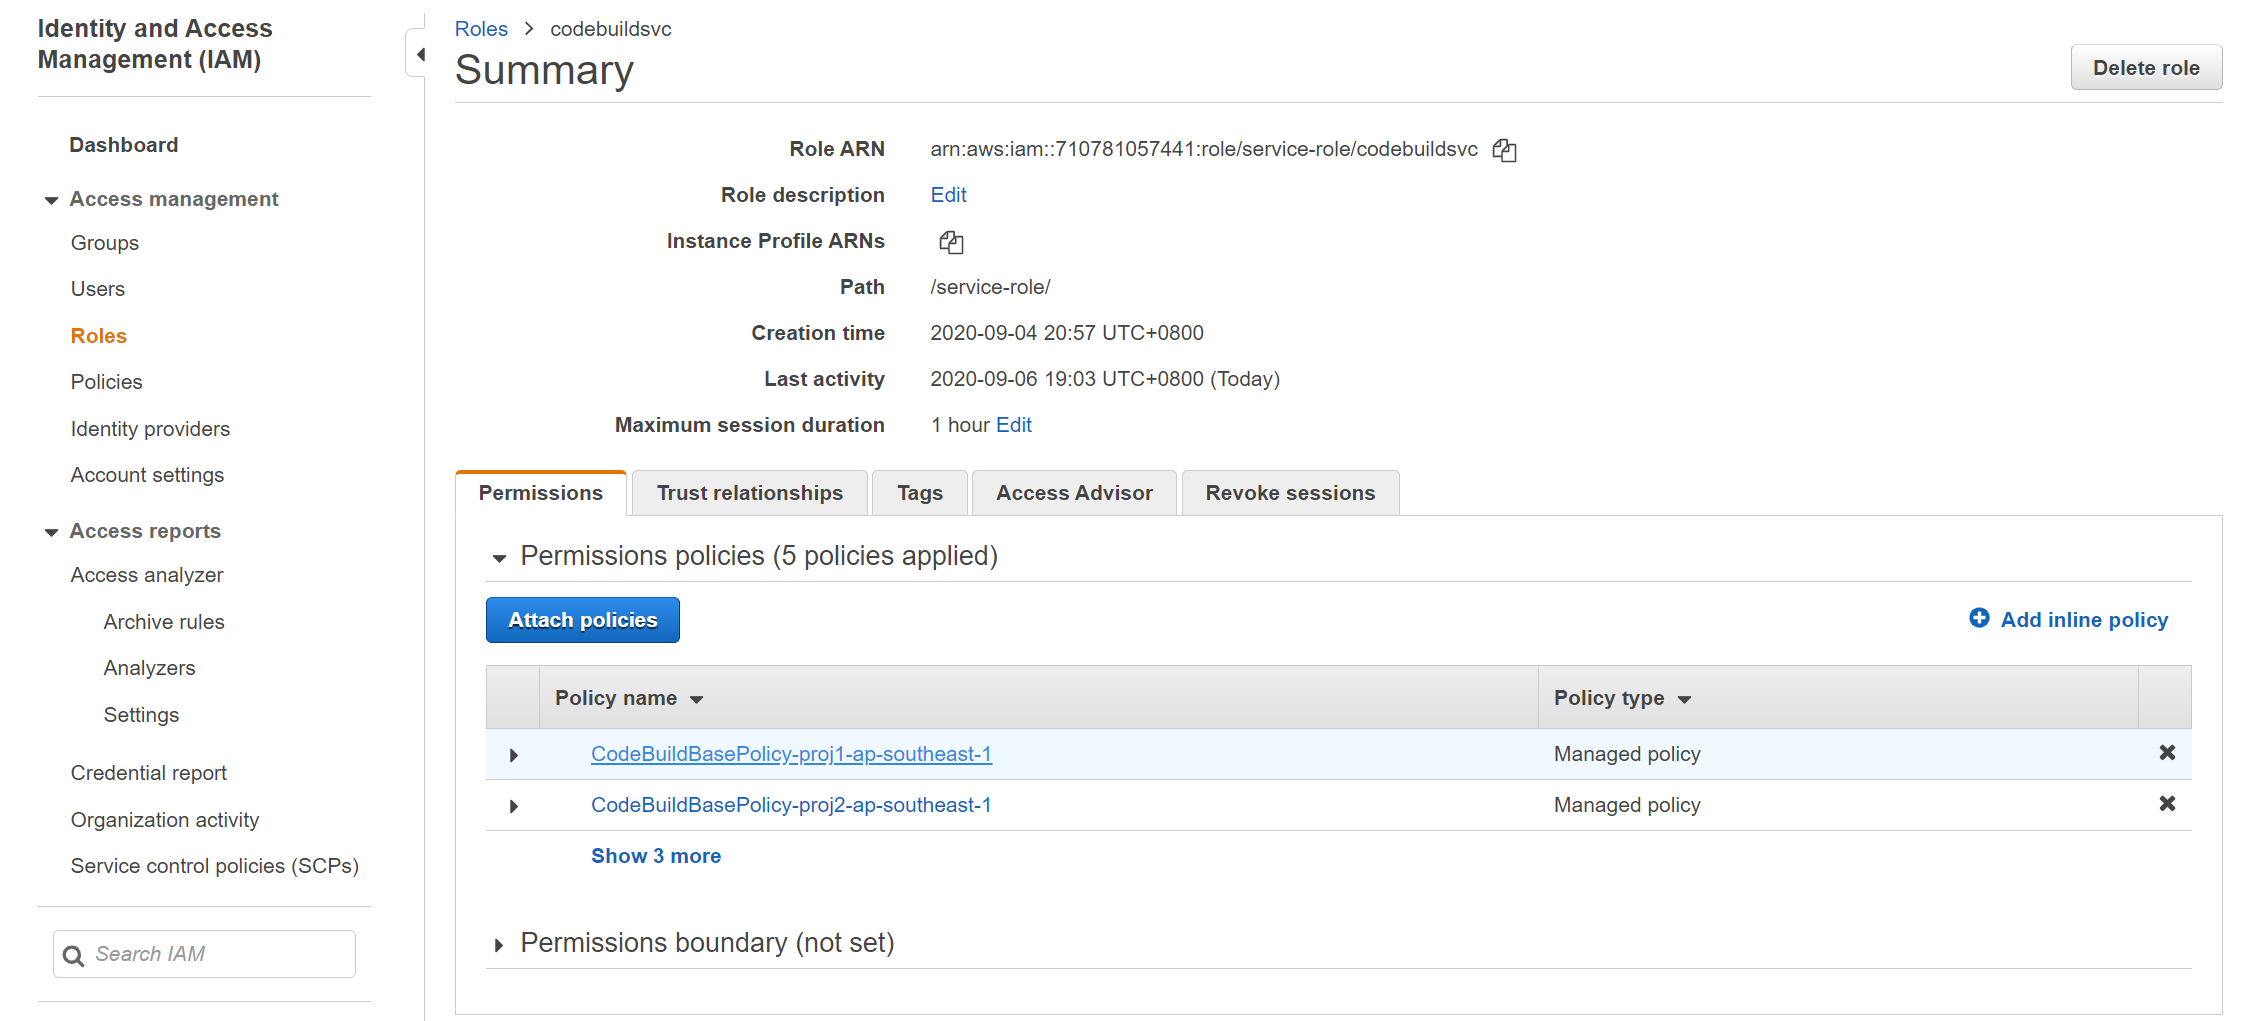 Identity and Access
Management (IAM)
Dashboard
Access management
Groups
Users
Roles
Policies
Identity providers
Account settings
Access reports
Access analyzer
Archive rules
Analyzers
Settings
Credential report
Organization activity
Service control policies (SCPs)
Search IAM
Roles > codebuildsvc
Summary
Delete role
Role ARN arn:aws:iam::710781057441:role/service-role/codebuildsvc
Role description Edit
Instance Profile ARNs
Path /service-role/
Creation time 2020-09-04 20:57 UTC+0800
Last activity 2020-09-06 19:03 UTC+0800 (Today)
Maximum session duration 1 hour Edit
Permissions Trust relationships Tags Access Advisor Revoke sessions
Permissions policies (5 policies applied)
Attach policies Add inline policy
Policy name Policy type
CodeBuildBasePolicy-proj1-ap-southeast-1 Managed policy
CodeBuildBasePolicy-proj2-ap-southeast-1 Managed policy
Show 3 more
Permissions boundary (not set)